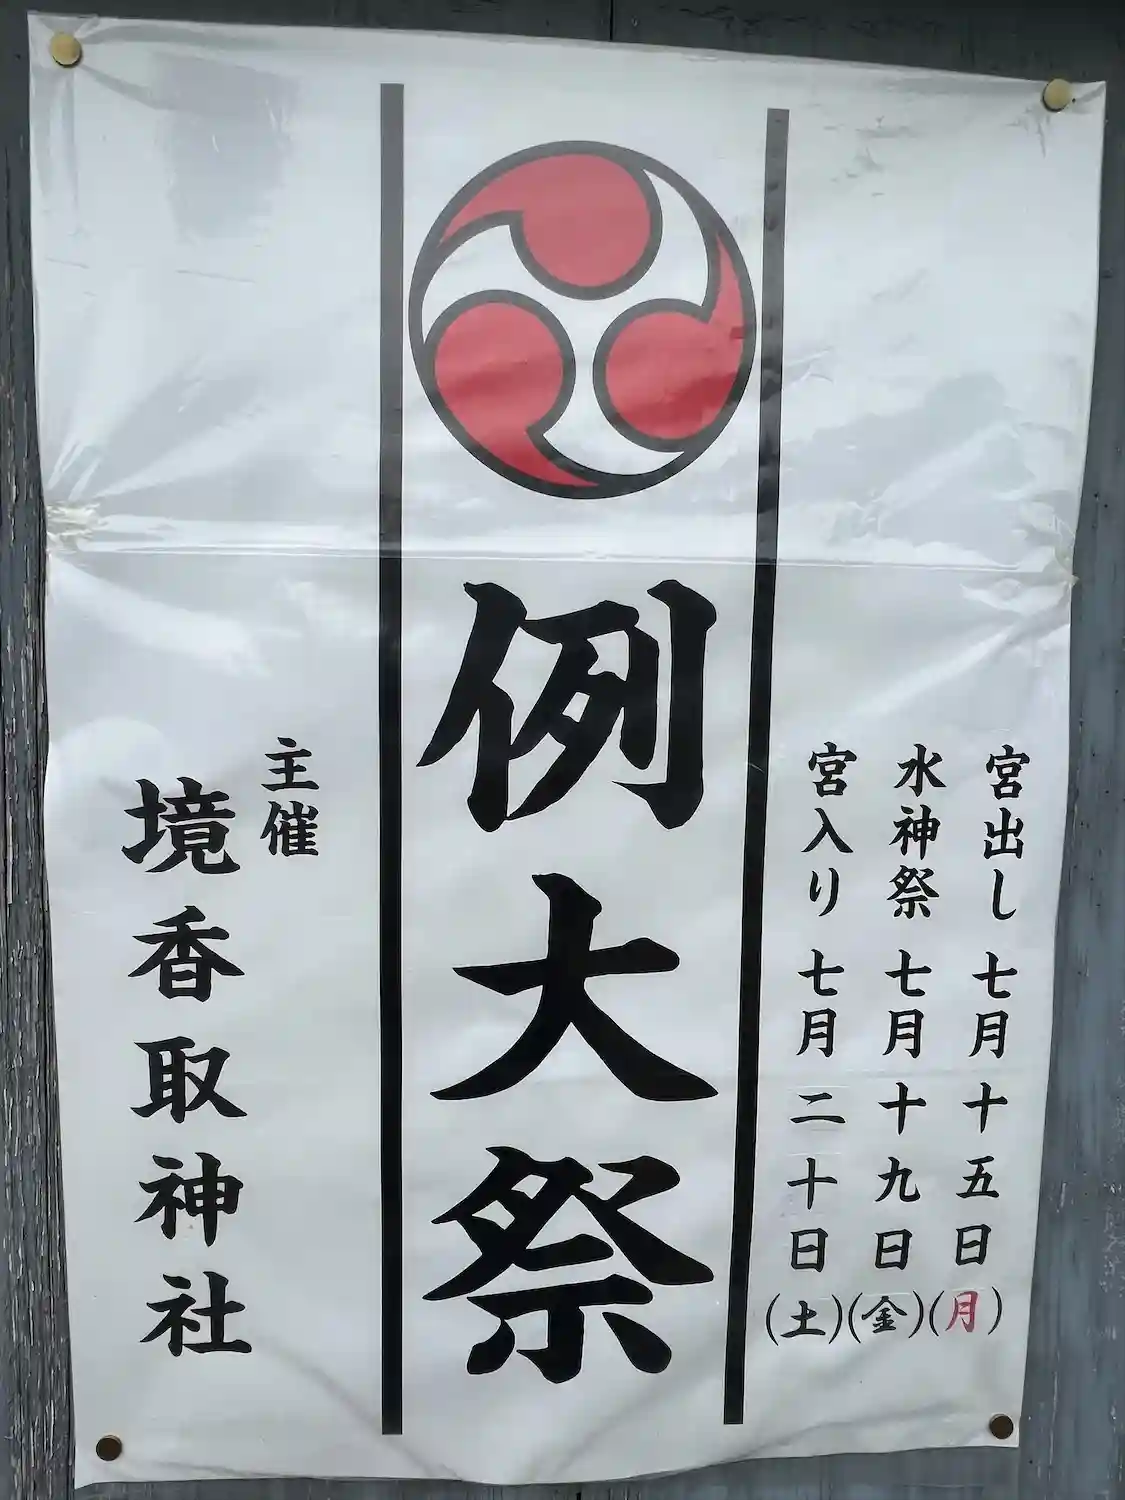 宮出し 七月十五日(月)
水神祭 七月十九日(金)
宮入り 七月二十日(土)
例大祭
主催
境香取神社